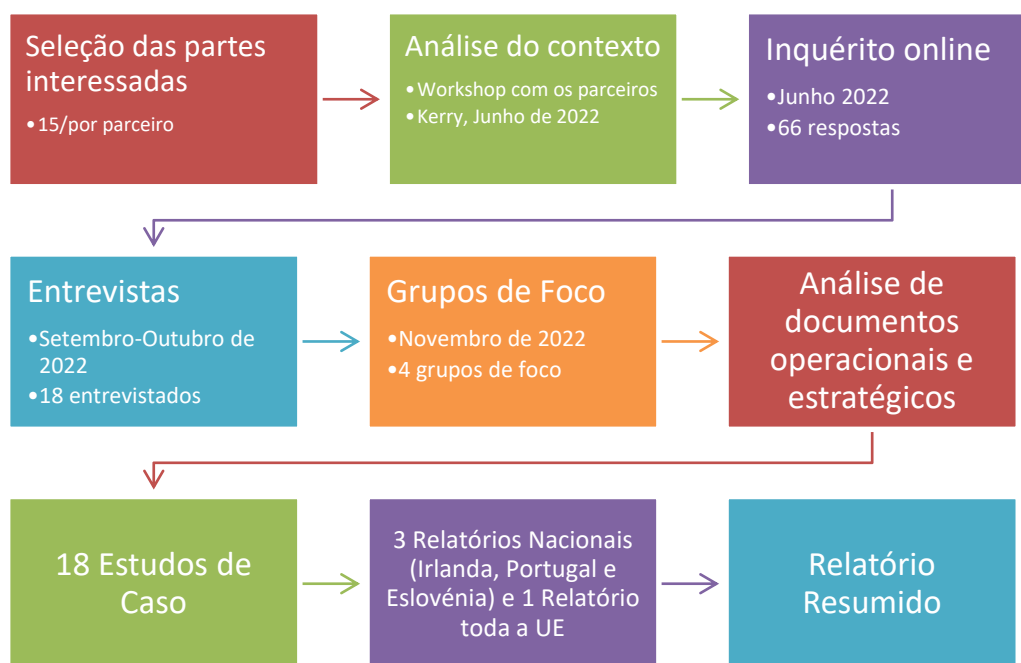 Seleção das partes
interessadas
•15/por parceiro
Análise do contexto
•Workshop com os parceiros
•Kerry, Junho de 2022
Inquérito online
•Junho 2022
•66 respostas
Entrevistas
•Setembro-Outubro de
2022
•18 entrevistados
Grupos de Foco
•Novembro de 2022
•4 grupos de foco
Análise de
documentos
operacionais e
estratégicos
18 Estudos de
Caso
3 Relatórios Nacionais
(Irlanda, Portugal e
Eslovénia) e 1 Relatório
toda a UE
Relatório
Resumido